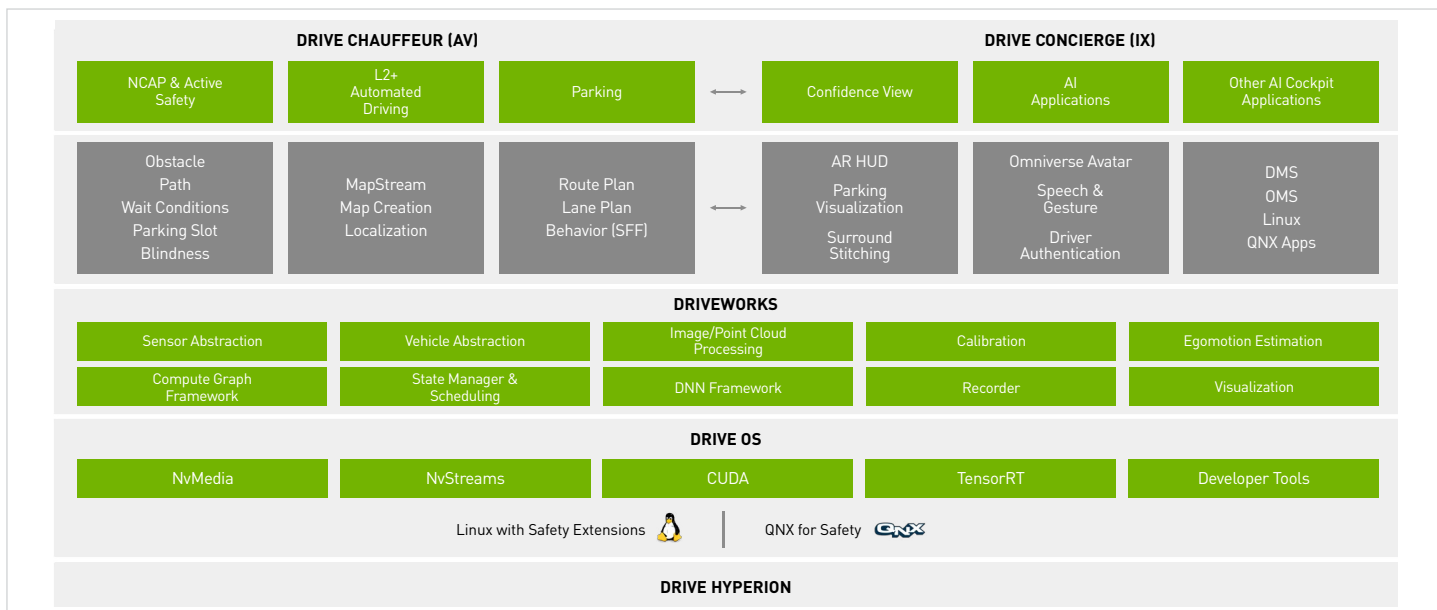 DRIVE CHAUFFEUR (AV)
DRIVE CONCIERGE (IX)
NCAP & Active
Safety
L2+
Automated
Driving
Parking
Confidence View
AI
Applications
Other AI Cockpit
Applications
Obstacle
Path
Wait Conditions
Parking Slot
Blindness
MapStream
Map Creation
Localization
Route Plan
Lane Plan
Behavior (SFF)
AR HUD
Parking
Visualization
Surround
Stitching
Omniverse Avatar
Speech &
Gesture
Driver
Authentication
DMS
OMS
Linux
QNX Apps
DRIVEWORKS
Sensor Abstraction
Vehicle Abstraction
Image/Point Cloud
Processing
Calibration
Egomotion Estimation
Compute Graph
Framework
State Manager &
Scheduling
DNN Framework
Recorder
Visualization
DRIVE OS
NvMedia
NvStreams
CUDA
TensorRT
Developer Tools
Linux with Safety Extensions
QNX for Safety
QNX
DRIVE HYPERION